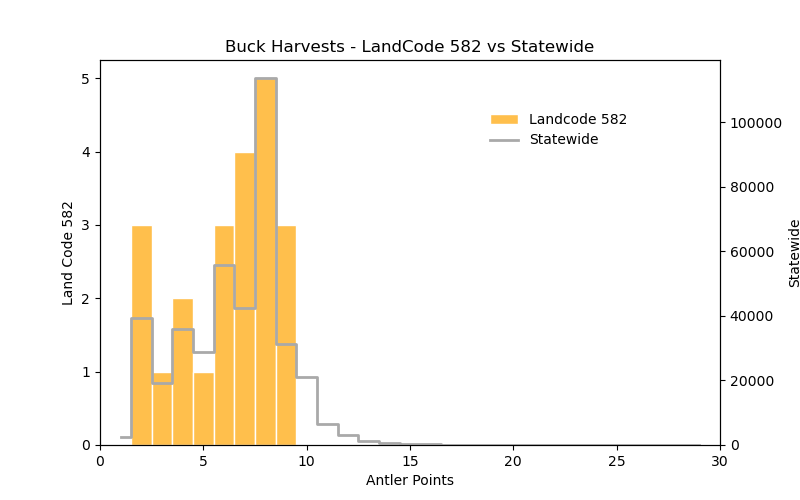 Buck Harvests - LandCode 582 vs Statewide
Landcode 582
Statewide
Land Code 582
5
4
3
2
1
0
100000
80000
60000
40000
20000
0
Statewide
0 5 10 15 20 25 30
Antler Points